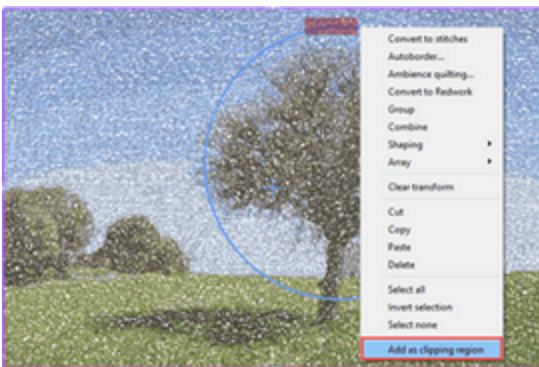 Convert to stitches
Autoborder...
Ambience quilting...
Convert to Redwork
Group
Combine
Shaping
Array
Clear transform
Cut
Copy
Paste
Delete
Select all
Invert selection
Select none
Add as clipping region